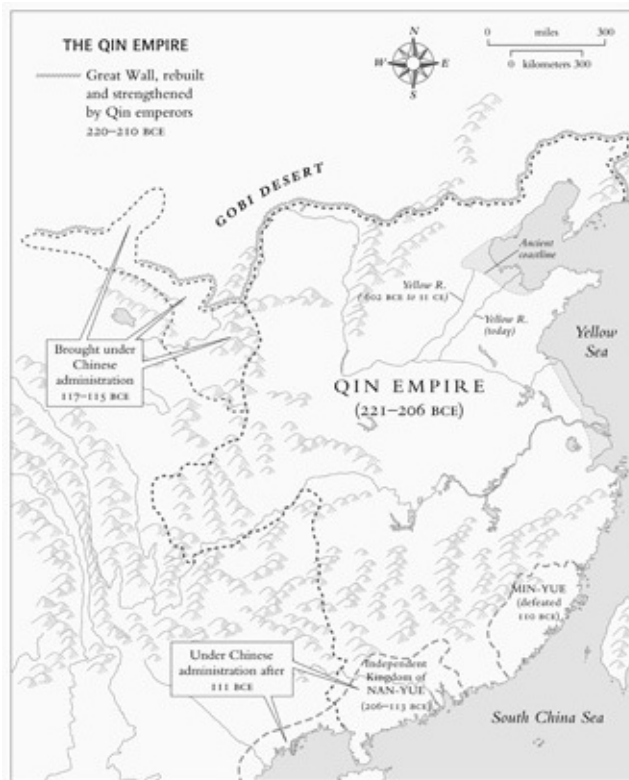 THE QIN EMPIRE
Great Wall, rebuilt
and strengthened
by Qin emperors
220–210 BCE
N
W E
S
0 miles 300
0 kilometers 300
GOBI DESERT
Ancient
coastline
Yellow R.
(602 BCE to 11 CE)
Yellow R.
(today)
Yellow
Sea
Brought under
Chinese
administration
117–115 BCE
QIN EMPIRE
(221–206 BCE)
MIN-YUE
(defeated
110 BCE)
Under Chinese
administration after
111 BCE
Independent
Kingdom of
NAN-YUE
(206–113 BCE)
South China Sea